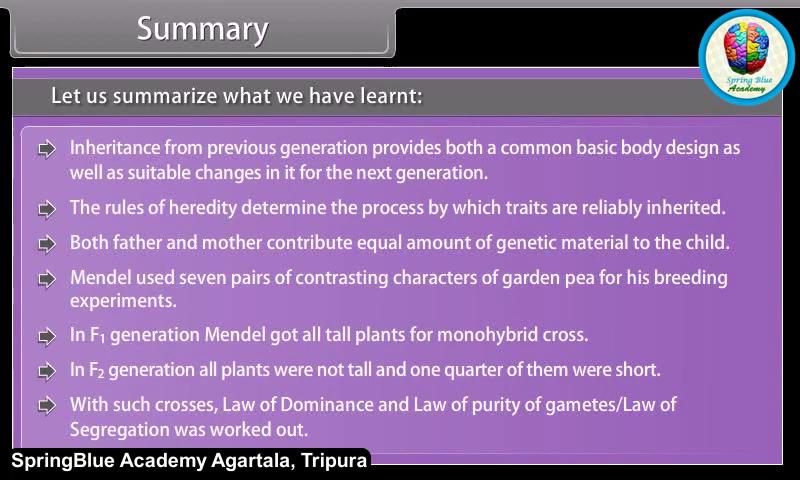 Summary
Spring Blue
Academy
Let us summarize what we have learnt:
Inheritance from previous generation provides both a common basic body design as
well as suitable changes in it for the next generation.
The rules of heredity determine the process by which traits are reliably inherited.
Both father and mother contribute equal amount of genetic material to the child.
Mendel used seven pairs of contrasting characters of garden pea for his breeding
experiments.
In F₁ generation Mendel got all tall plants for monohybrid cross.
In F₂ generation all plants were not tall and one quarter of them were short.
With such crosses, Law of Dominance and Law of purity of gametes/Law of
Segregation was worked out.
SpringBlue Academy Agartala, Tripura